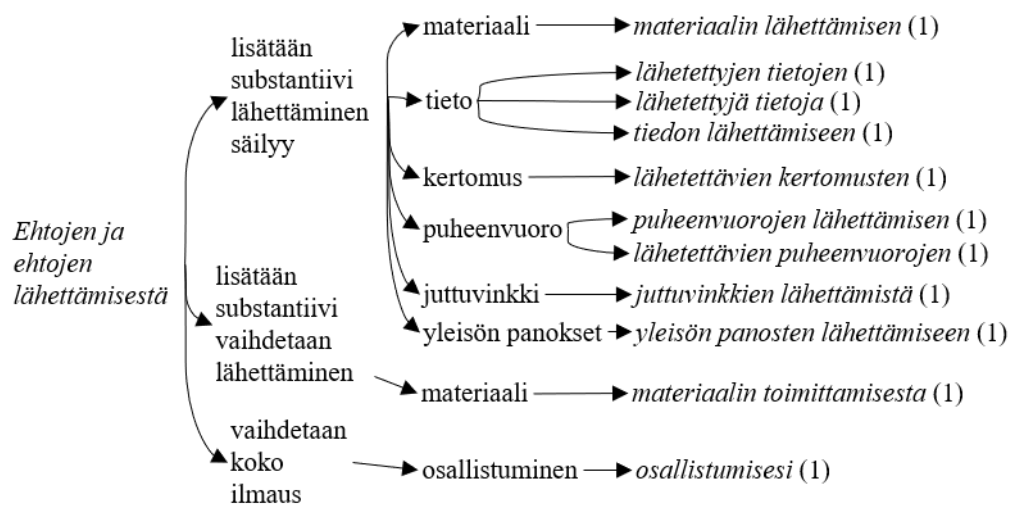 Ehtojen ja
ehtojen
lähettämisestä
lisätään
substantiivi
lähettäminen
säilyy
materiaali
materiaalin lähettämisen (1)
tieto
lähetettyjen tietojen (1)
lähetettyjä tietoja (1)
tiedon lähettämiseen (1)
kertomus
lähetettävien kertomusten (1)
puheenvuoro
puheenvuorojen lähettämisen (1)
lähetettävien puheenvuorojen (1)
juttuvinkki
juttuvinkkien lähettämistä (1)
yleisön panokset
yleisön panosten lähettämiseen (1)
lisätään
substantiivi
vaihdetaan
lähettäminen
materiaali
materiaalin toimittamisesta (1)
vaihdetaan
koko
ilmaus
osallistuminen
osallistumisesi (1)